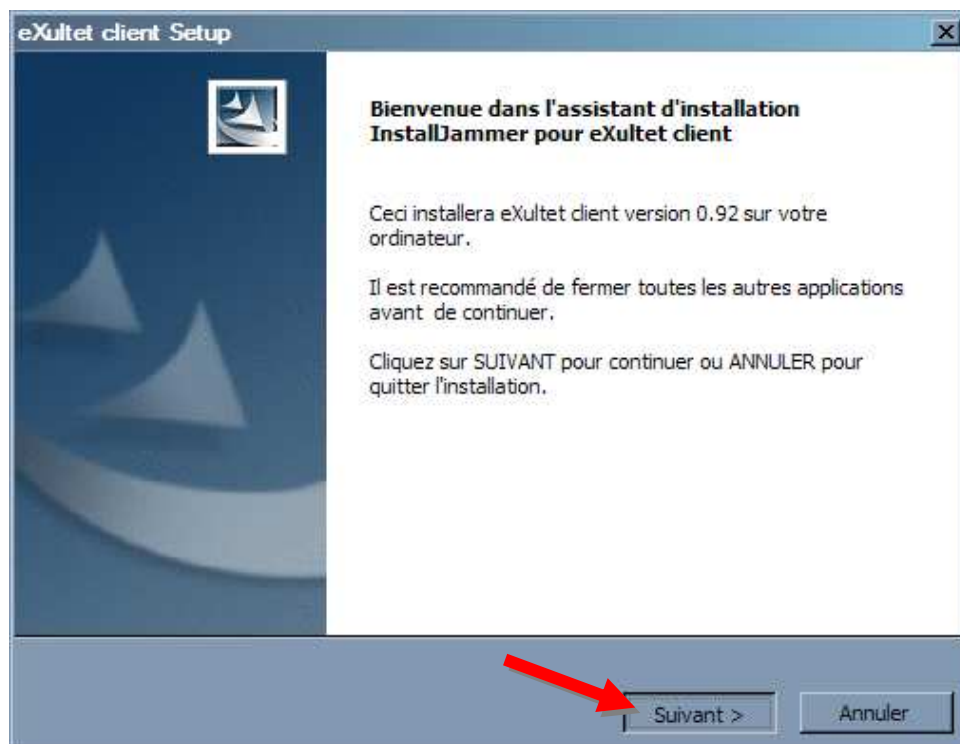 eXultet client Setup
Bienvenue dans l'assistant d'installation
InstallJammer pour eXultet client
Ceci installera eXultet client version 0.92 sur votre
ordinateur.
Il est recommandé de fermer toutes les autres applications
avant  de continuer.
Cliquez sur SUIVANT pour continuer ou ANNULER pour
quitter l'installation.
Suivant >
Annuler